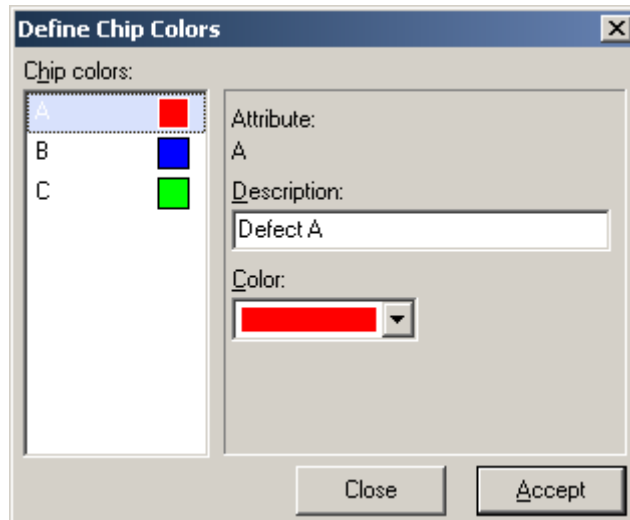 Define Chip Colors
Chip colors:
A
B
C
Attribute:
A
Description:
Defect A
Color:
Close
Accept